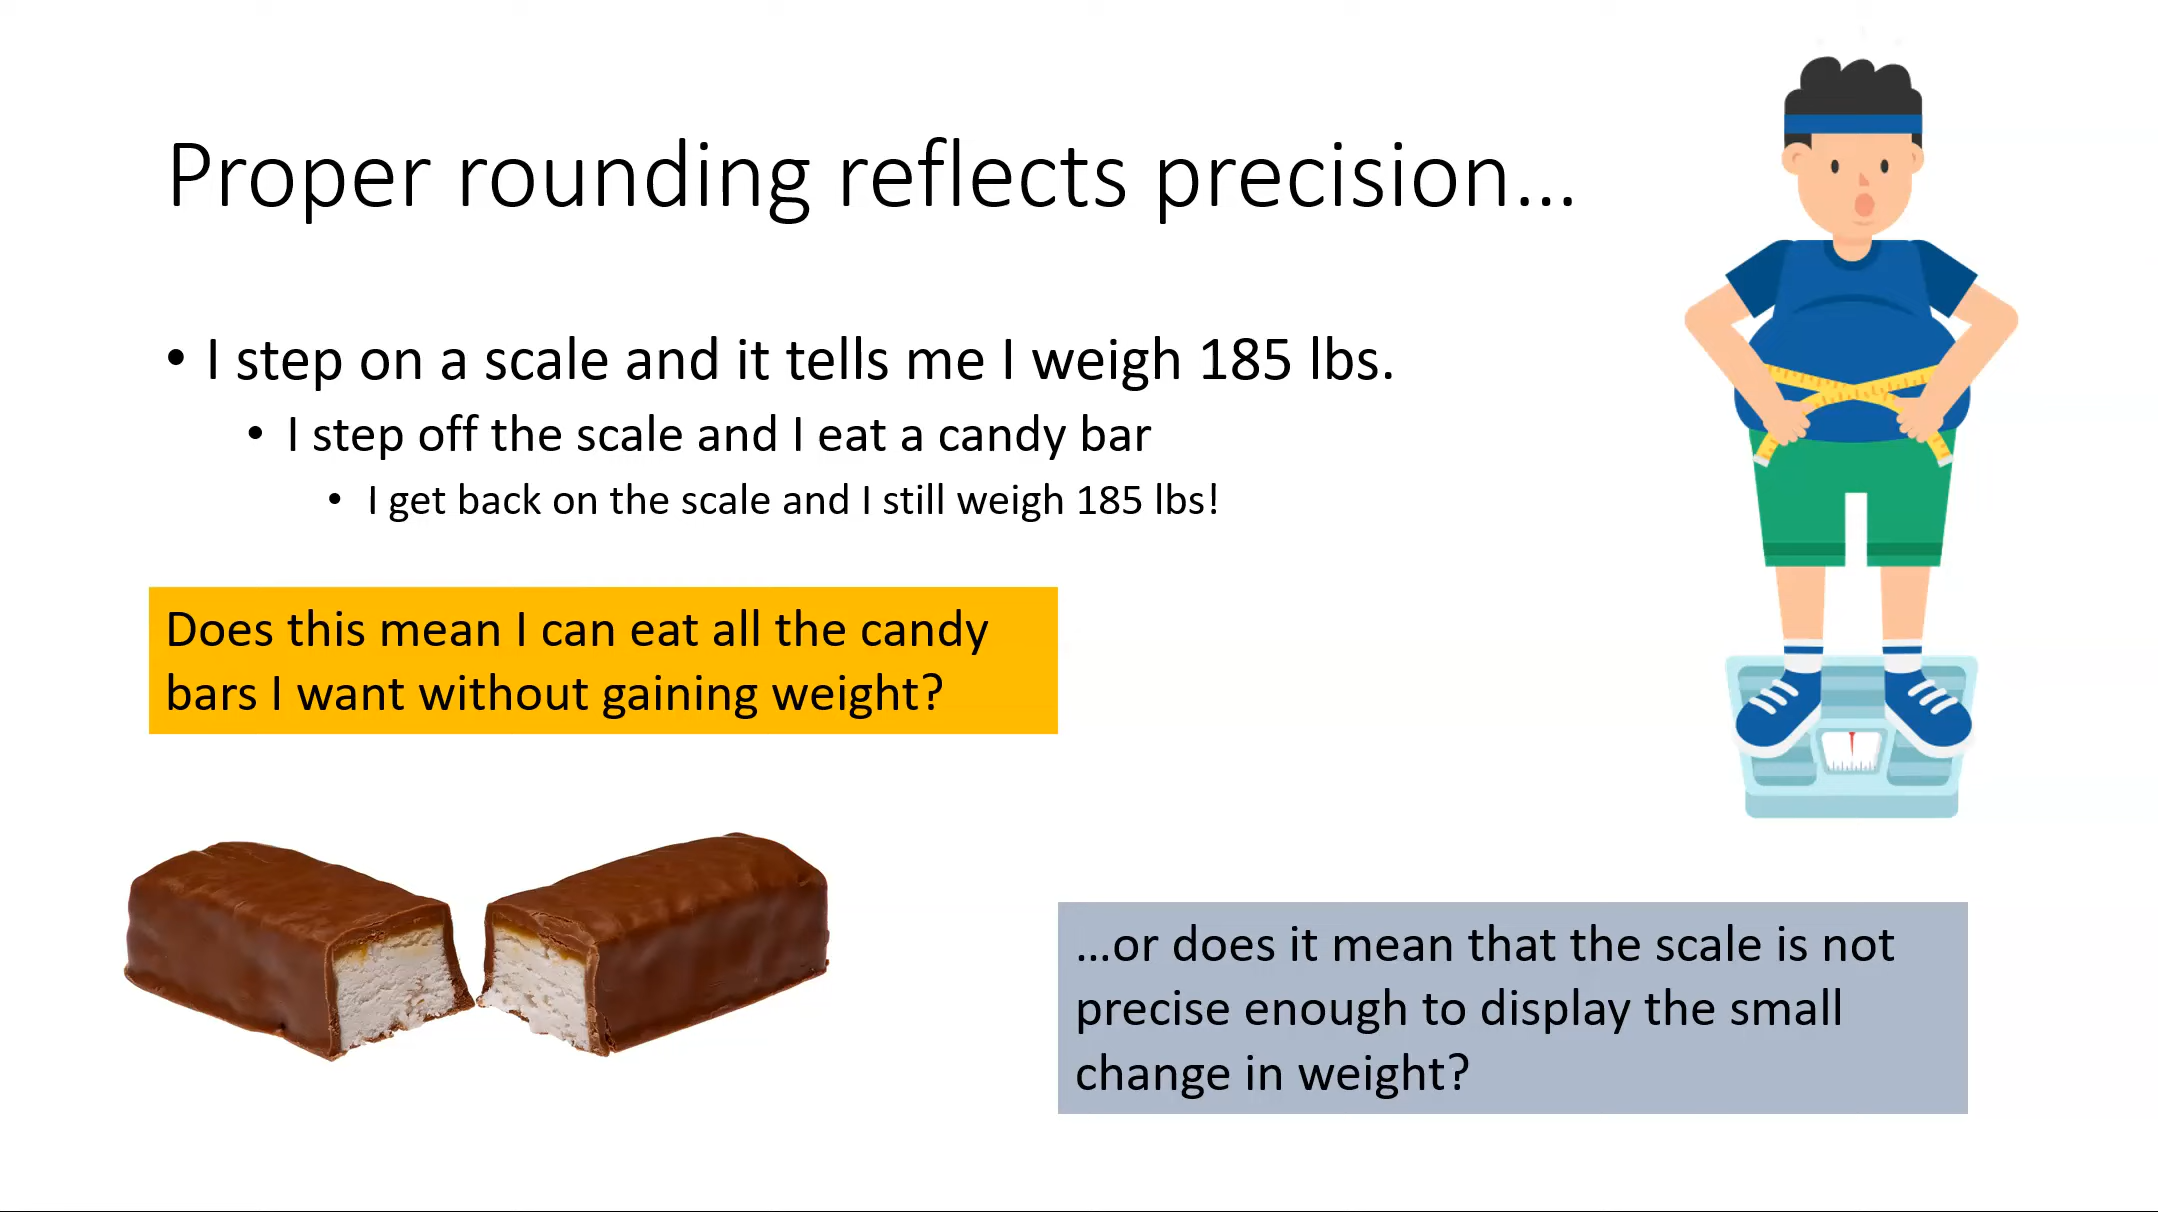 Proper rounding reflects precision…
• I step on a scale and it tells me I weigh 185 lbs.
• I step off the scale and I eat a candy bar
• I get back on the scale and I still weigh 185 lbs!
Does this mean I can eat all the candy
bars I want without gaining weight?
…or does it mean that the scale is not
precise enough to display the small
change in weight?